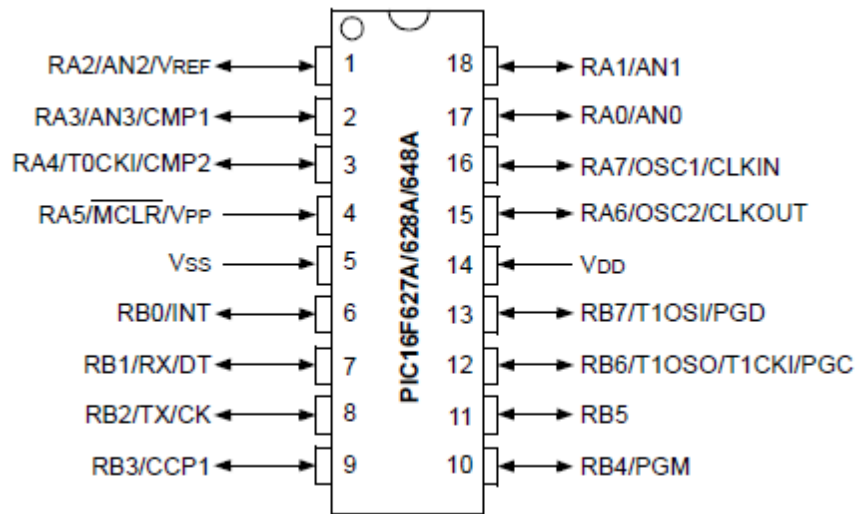 RA2/AN2/VREF 1 18 RA1/AN1
RA3/AN3/CMP1 2 17 RA0/AN0
RA4/T0CKI/CMP2 3 16 RA7/OSC1/CLKIN
RA5/MCLR/VPP 4 15 RA6/OSC2/CLKOUT
VSS 5 14 VDD
RB0/INT 6 13 RB7/T1OSI/PGD
RB1/RX/DT 7 12 RB6/T1OSO/T1CKI/PGC
RB2/TX/CK 8 11 RB5
RB3/CCP1 9 10 RB4/PGM
PIC16F627A/628A/648A